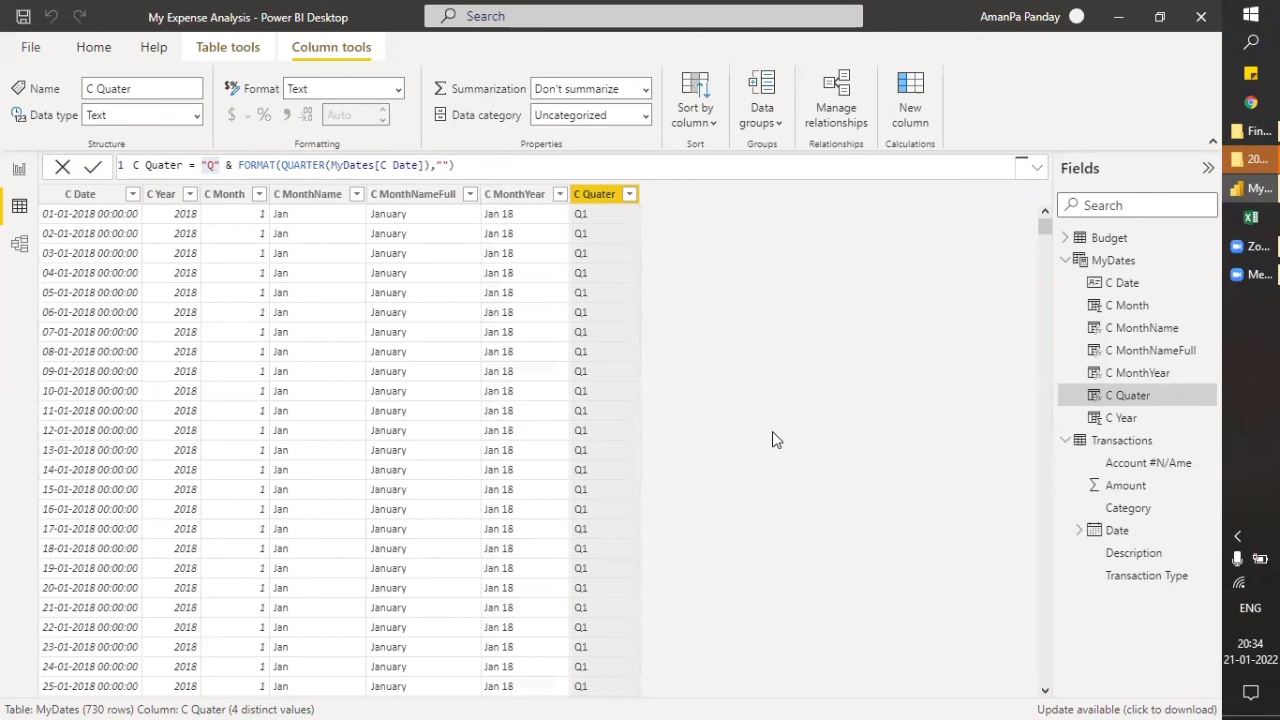 My Expense Analysis - Power BI Desktop
Search
AmanPa Panday
File
Home
Help
Table tools
Column tools
Name
C Quater
Format
Text
Summarization
Don't summarize
Data type
Text
$
%
Auto
Data category
Uncategorized
Sort by
column
Data
groups
Manage
relationships
New
column
Structure
Formatting
Properties
Sort
Groups
Relationships
Calculations
1 C Quater = "Q" & FORMAT(QUARTER(MyDates[C Date]),"")
C Date C Year C Month C MonthName C MonthNameFull C MonthYear C Quater
01-01-2018 00:00:00 2018 1 Jan January Jan 18 Q1
02-01-2018 00:00:00 2018 1 Jan January Jan 18 Q1
03-01-2018 00:00:00 2018 1 Jan January Jan 18 Q1
04-01-2018 00:00:00 2018 1 Jan January Jan 18 Q1
05-01-2018 00:00:00 2018 1 Jan January Jan 18 Q1
06-01-2018 00:00:00 2018 1 Jan January Jan 18 Q1
07-01-2018 00:00:00 2018 1 Jan January Jan 18 Q1
08-01-2018 00:00:00 2018 1 Jan January Jan 18 Q1
09-01-2018 00:00:00 2018 1 Jan January Jan 18 Q1
10-01-2018 00:00:00 2018 1 Jan January Jan 18 Q1
11-01-2018 00:00:00 2018 1 Jan January Jan 18 Q1
12-01-2018 00:00:00 2018 1 Jan January Jan 18 Q1
13-01-2018 00:00:00 2018 1 Jan January Jan 18 Q1
14-01-2018 00:00:00 2018 1 Jan January Jan 18 Q1
15-01-2018 00:00:00 2018 1 Jan January Jan 18 Q1
16-01-2018 00:00:00 2018 1 Jan January Jan 18 Q1
17-01-2018 00:00:00 2018 1 Jan January Jan 18 Q1
18-01-2018 00:00:00 2018 1 Jan January Jan 18 Q1
19-01-2018 00:00:00 2018 1 Jan January Jan 18 Q1
20-01-2018 00:00:00 2018 1 Jan January Jan 18 Q1
21-01-2018 00:00:00 2018 1 Jan January Jan 18 Q1
22-01-2018 00:00:00 2018 1 Jan January Jan 18 Q1
23-01-2018 00:00:00 2018 1 Jan January Jan 18 Q1
24-01-2018 00:00:00 2018 1 Jan January Jan 18 Q1
25-01-2018 00:00:00 2018 1 Jan January Jan 18 Q1
Fields
Search
Budget
MyDates
C Date
C Month
C MonthName
C MonthNameFull
C MonthYear
C Quater
C Year
Transactions
Account #N/Ame
Amount
Category
Date
Description
Transaction Type
Table: MyDates (730 rows) Column: C Quater (4 distinct values)
Update available (click to download)
Fin...
20...
My...
Zo...
Me...
ENG
20:34
21-01-2022